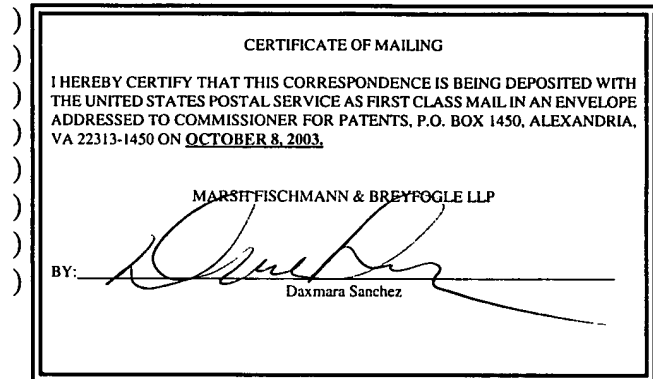 CERTIFICATE OF MAILING
I HEREBY CERTIFY THAT THIS CORRESPONDENCE IS BEING DEPOSITED WITH
THE UNITED STATES POSTAL SERVICE AS FIRST CLASS MAIL IN AN ENVELOPE
ADDRESSED TO COMMISSIONER FOR PATENTS, P.O. BOX 1450, ALEXANDRIA,
VA 22313-1450 ON OCTOBER 8, 2003.
MARSH FISCHMANN & BREYFOGLE LLP
BY:
Daxmara Sanchez